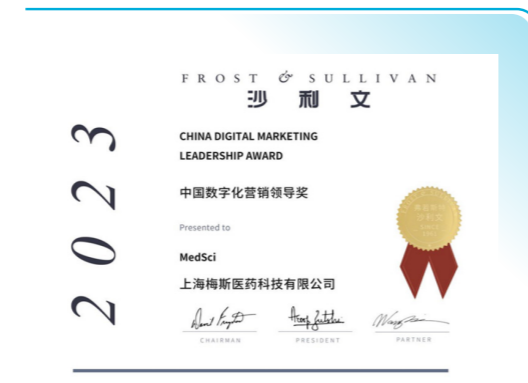 FROST & SULLIVAN
沙利文
2023
CHINA DIGITAL MARKETING
LEADERSHIP AWARD
中国数字化营销领导奖
Presented to
MedSci
上海梅斯医药科技有限公司
CHAIRMAN
PRESIDENT
PARTNER